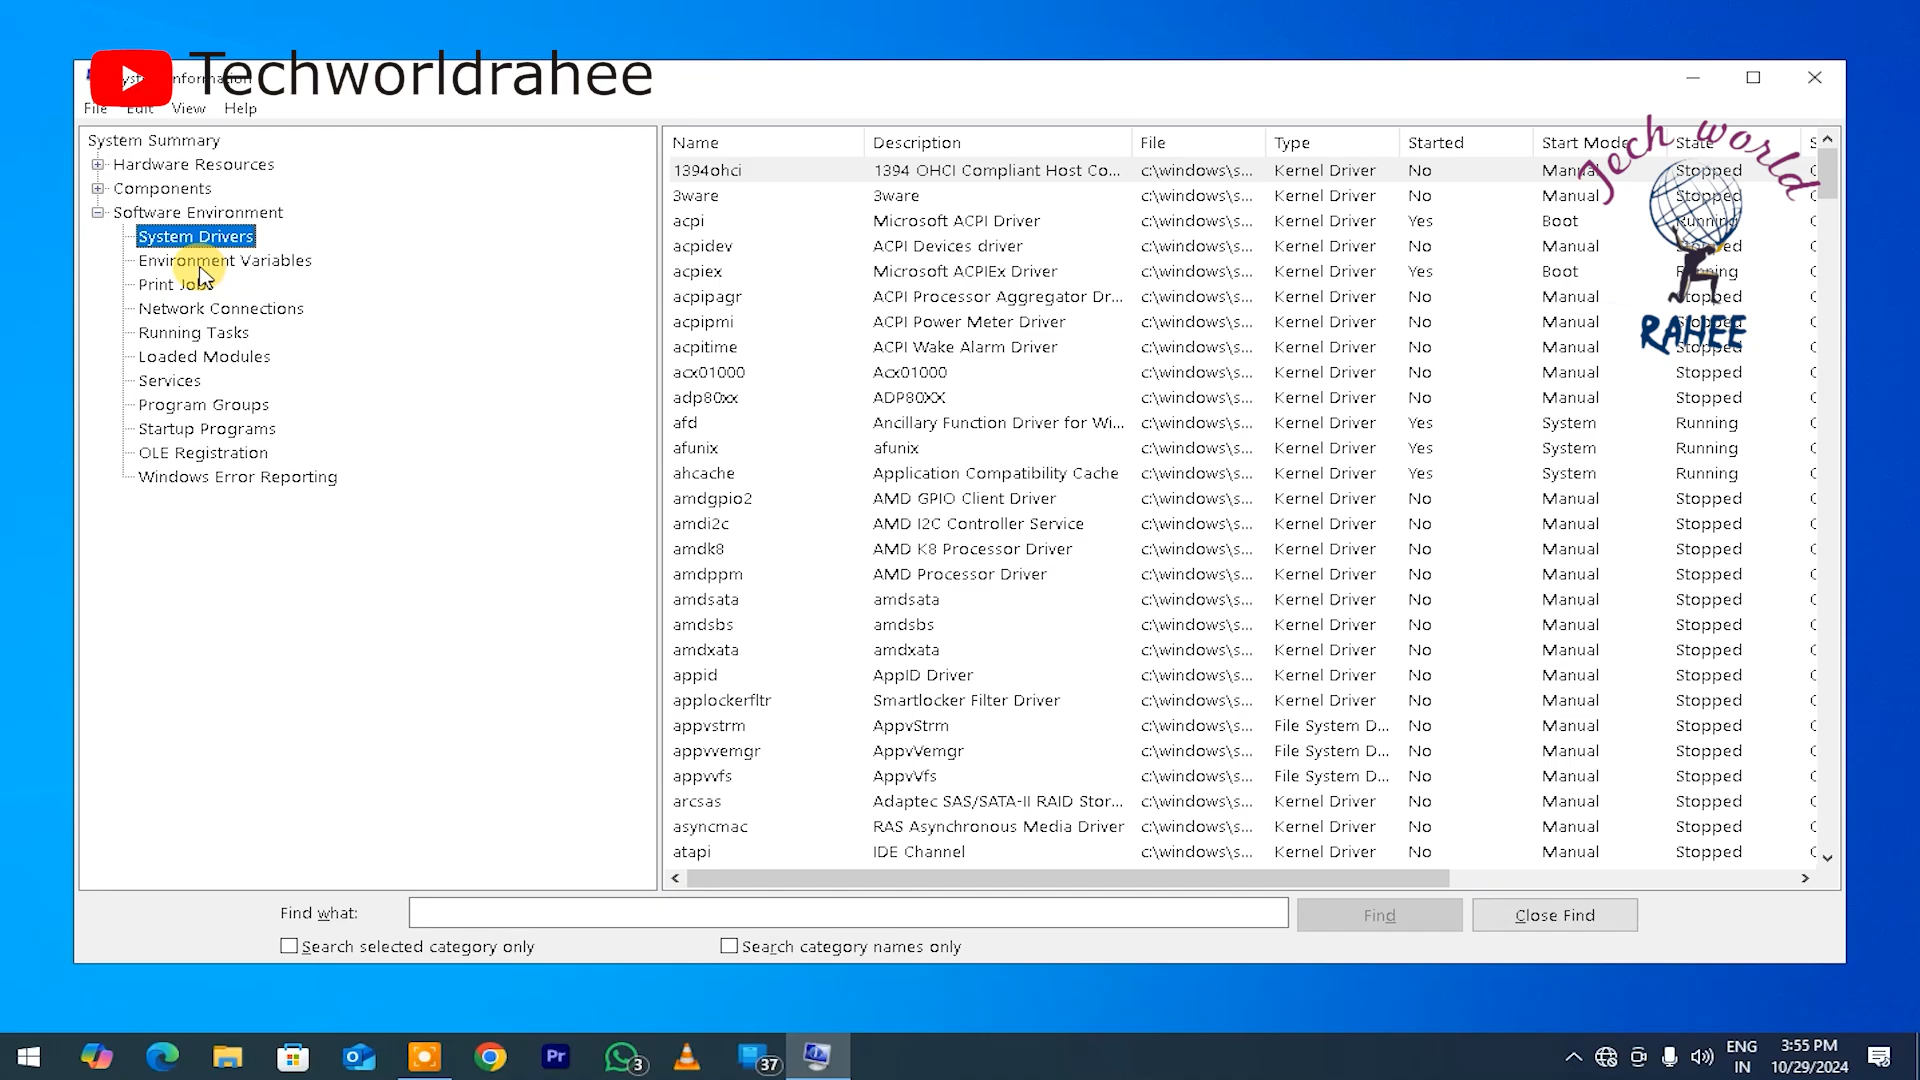 Techworldrahee
File Edit View Help
Tech world
RAHEE
System Summary
Hardware Resources
Components
Software Environment
System Drivers
Environment Variables
Print Jobs
Network Connections
Running Tasks
Loaded Modules
Services
Program Groups
Startup Programs
OLE Registration
Windows Error Reporting
Name Description File Type Started Start Mode State
1394ohci 1394 OHCI Compliant Host Co... c:\windows\s... Kernel Driver No Manual Stopped
3ware 3ware c:\windows\s... Kernel Driver No Manual Stopped
acpi Microsoft ACPI Driver c:\windows\s... Kernel Driver Yes Boot Running
acpidev ACPI Devices driver c:\windows\s... Kernel Driver No Manual Stopped
acpiex Microsoft ACPIEx Driver c:\windows\s... Kernel Driver Yes Boot Running
acpipagr ACPI Processor Aggregator Dr... c:\windows\s... Kernel Driver No Manual Stopped
acpipmi ACPI Power Meter Driver c:\windows\s... Kernel Driver No Manual Stopped
acpitime ACPI Wake Alarm Driver c:\windows\s... Kernel Driver No Manual Stopped
acx01000 Acx01000 c:\windows\s... Kernel Driver No Manual Stopped
adp80xx ADP80XX c:\windows\s... Kernel Driver No Manual Stopped
afd Ancillary Function Driver for Wi... c:\windows\s... Kernel Driver Yes System Running
afunix afunix c:\windows\s... Kernel Driver Yes System Running
ahcache Application Compatibility Cache c:\windows\s... Kernel Driver Yes System Running
amdgpio2 AMD GPIO Client Driver c:\windows\s... Kernel Driver No Manual Stopped
amdi2c AMD I2C Controller Service c:\windows\s... Kernel Driver No Manual Stopped
amdk8 AMD K8 Processor Driver c:\windows\s... Kernel Driver No Manual Stopped
amdppm AMD Processor Driver c:\windows\s... Kernel Driver No Manual Stopped
amdsata amdsata c:\windows\s... Kernel Driver No Manual Stopped
amdsbs amdsbs c:\windows\s... Kernel Driver No Manual Stopped
amdxata amdxata c:\windows\s... Kernel Driver No Manual Stopped
appid AppID Driver c:\windows\s... Kernel Driver No Manual Stopped
applockerfltr Smartlocker Filter Driver c:\windows\s... Kernel Driver No Manual Stopped
appvstrm AppvStrm c:\windows\s... File System D... No Manual Stopped
appvvemgr AppvVemgr c:\windows\s... File System D... No Manual Stopped
appvvfs AppvVfs c:\windows\s... File System D... No Manual Stopped
arcsas Adaptec SAS/SATA-II RAID Stor... c:\windows\s... Kernel Driver No Manual Stopped
asyncmac RAS Asynchronous Media Driver c:\windows\s... Kernel Driver No Manual Stopped
atapi IDE Channel c:\windows\s... Kernel Driver No Manual Stopped
Find what: Find Close Find
Search selected category only Search category names only
Pr 3 37 ENG 3:55 PM
IN 10/29/2024